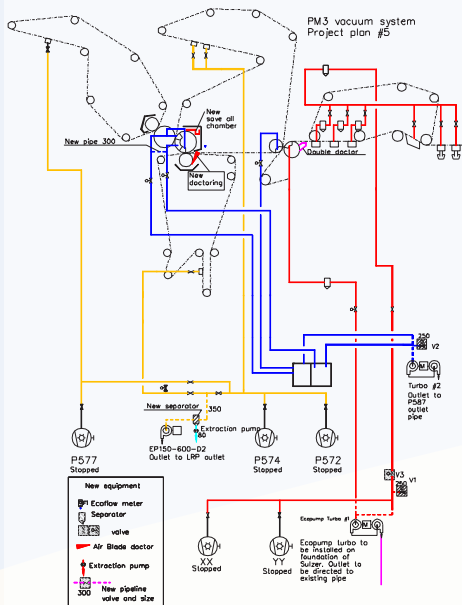 PM3 vacuum system
Project plan #5
New
save all
chamber
New pipe 300
Double doctor
New
doctoring
250
V2
M
Turbo #2
Outlet to
P587
outlet
pipe
New separator
350
Extraction pump
80
EP150-600-D2
Outlet to LRP outlet
P577
Stopped
P574
Stopped
P572
Stopped
V3
V1
250
New equipment
Ecoflow meter
Separator
valve
Air Blade doctor
Extraction pump
300
New pipeline
valve and size
XX
Stopped
YY
Stopped
Ecopump Turbo #1
M
Ecopump turbo to
be installed on
foundation of
Sulzer. Outlet to
be directed to
existing pipe